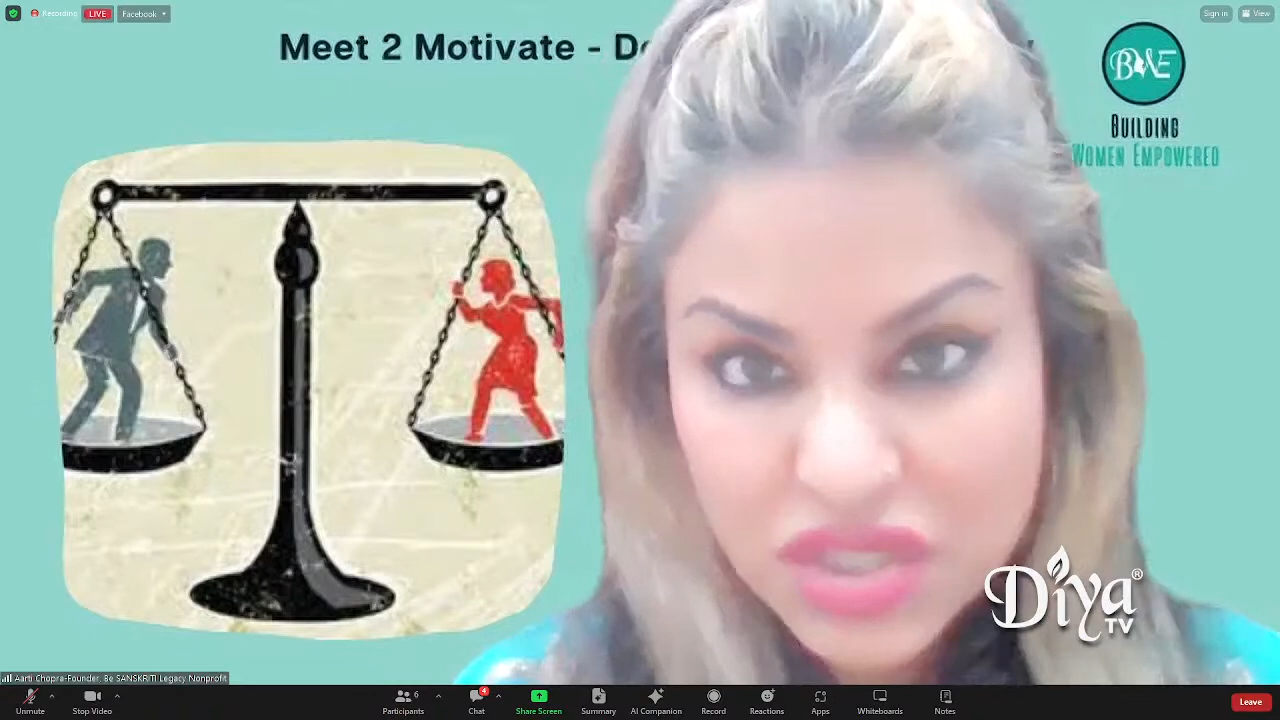 Recording
LIVE
Facebook
Sign in
View
Meet 2 Motivate -
BWE
BUILDING
WOMEN EMPOWERED
Diya®
TV
Aarti Chopra-Founder, Be SANSKRITI Legacy Nonprofit
Unmute
Stop Video
Participants
6
Chat
4
Share Screen
Summary
AI Companion
Record
Reactions
Apps
Whiteboards
Notes
Leave